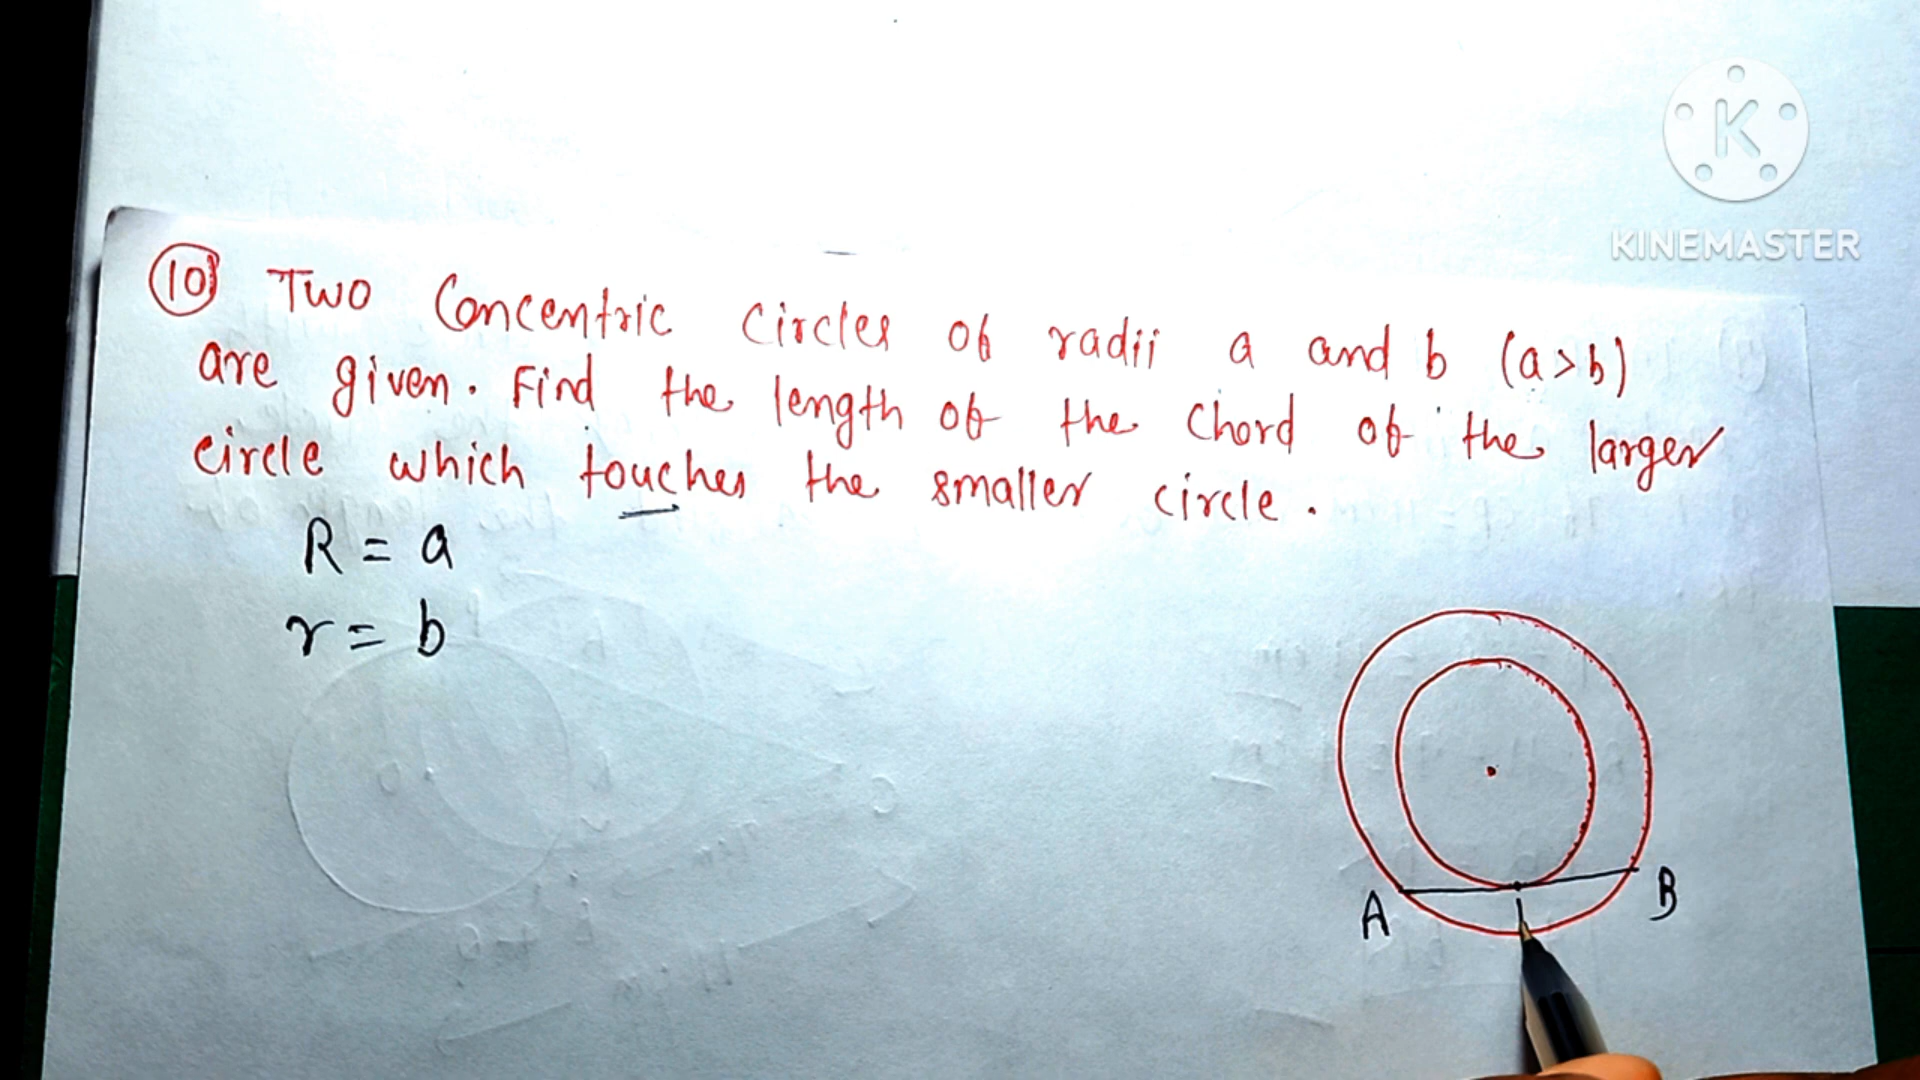 K
KINEMASTER
10) Two Concentric circles of radii a and b (a>b)
are given. Find the length of the Chord of the larger
circle which touches the smaller circle.
R = a
r = b
A B